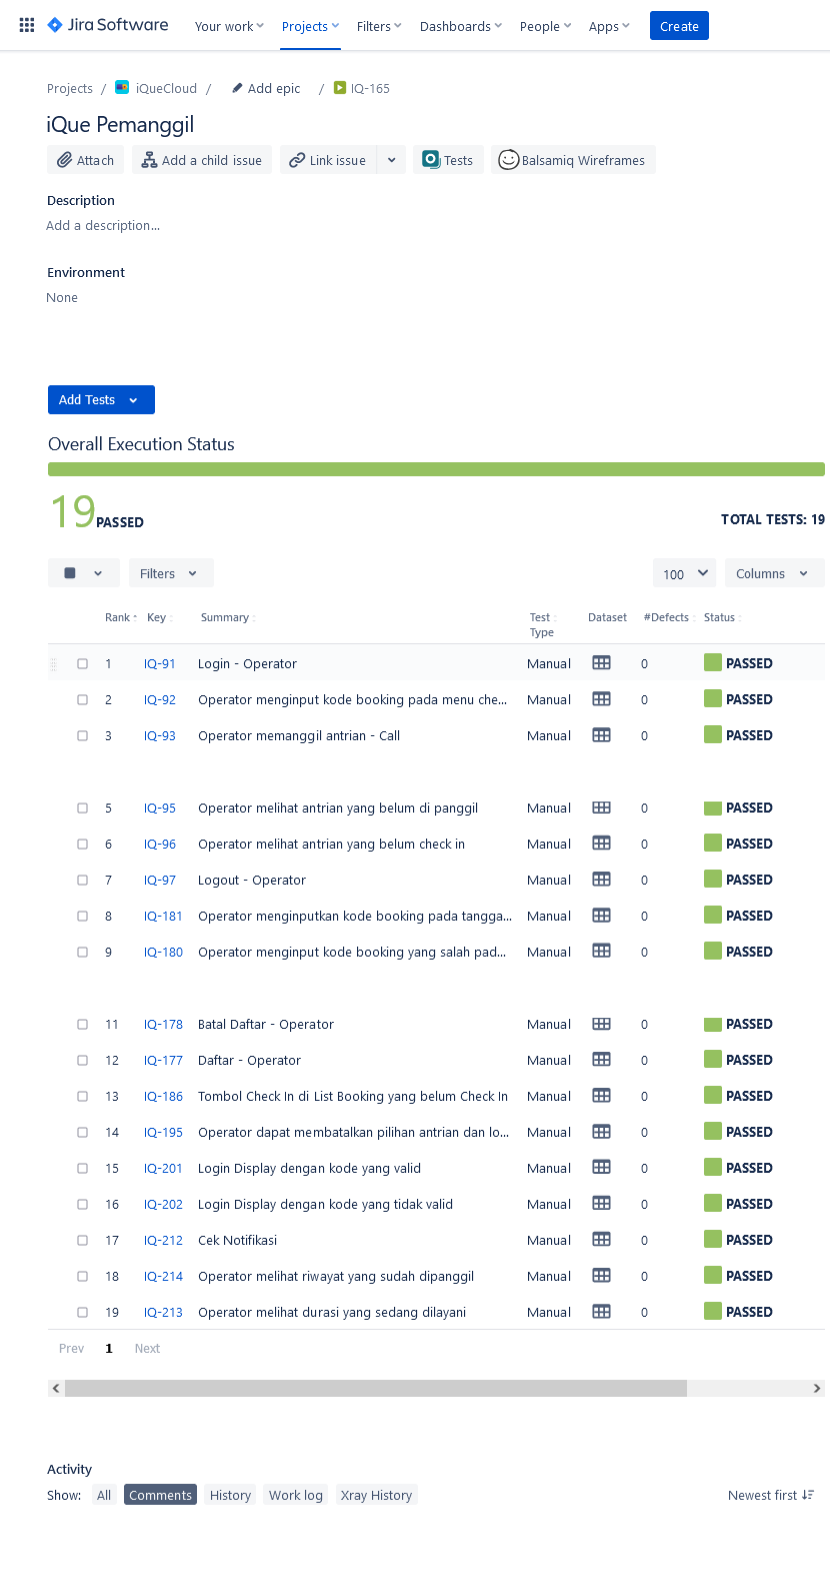 Jira Software Your work Projects Filters Dashboards People Apps Create
Projects / iQueCloud / Add epic / IQ-165
iQue Pemanggil
Attach Add a child issue Link issue Tests Balsamiq Wireframes
Description
Add a description...
Environment
None
Add Tests
Overall Execution Status
19 PASSED TOTAL TESTS: 19
Filters 100 Columns
Rank Key Summary Test Type Dataset #Defects Status
1 IQ-91 Login - Operator Manual 0 PASSED
2 IQ-92 Operator menginput kode booking pada menu che... Manual 0 PASSED
3 IQ-93 Operator memanggil antrian - Call Manual 0 PASSED
5 IQ-95 Operator melihat antrian yang belum di panggil Manual 0 PASSED
6 IQ-96 Operator melihat antrian yang belum check in Manual 0 PASSED
7 IQ-97 Logout - Operator Manual 0 PASSED
8 IQ-181 Operator menginputkan kode booking pada tangga... Manual 0 PASSED
9 IQ-180 Operator menginput kode booking yang salah pad... Manual 0 PASSED
11 IQ-178 Batal Daftar - Operator Manual 0 PASSED
12 IQ-177 Daftar - Operator Manual 0 PASSED
13 IQ-186 Tombol Check In di List Booking yang belum Check In Manual 0 PASSED
14 IQ-195 Operator dapat membatalkan pilihan antrian dan lo... Manual 0 PASSED
15 IQ-201 Login Display dengan kode yang valid Manual 0 PASSED
16 IQ-202 Login Display dengan kode yang tidak valid Manual 0 PASSED
17 IQ-212 Cek Notifikasi Manual 0 PASSED
18 IQ-214 Operator melihat riwayat yang sudah dipanggil Manual 0 PASSED
19 IQ-213 Operator melihat durasi yang sedang dilayani Manual 0 PASSED
Prev 1 Next
Activity
Show: All Comments History Work log Xray History Newest first